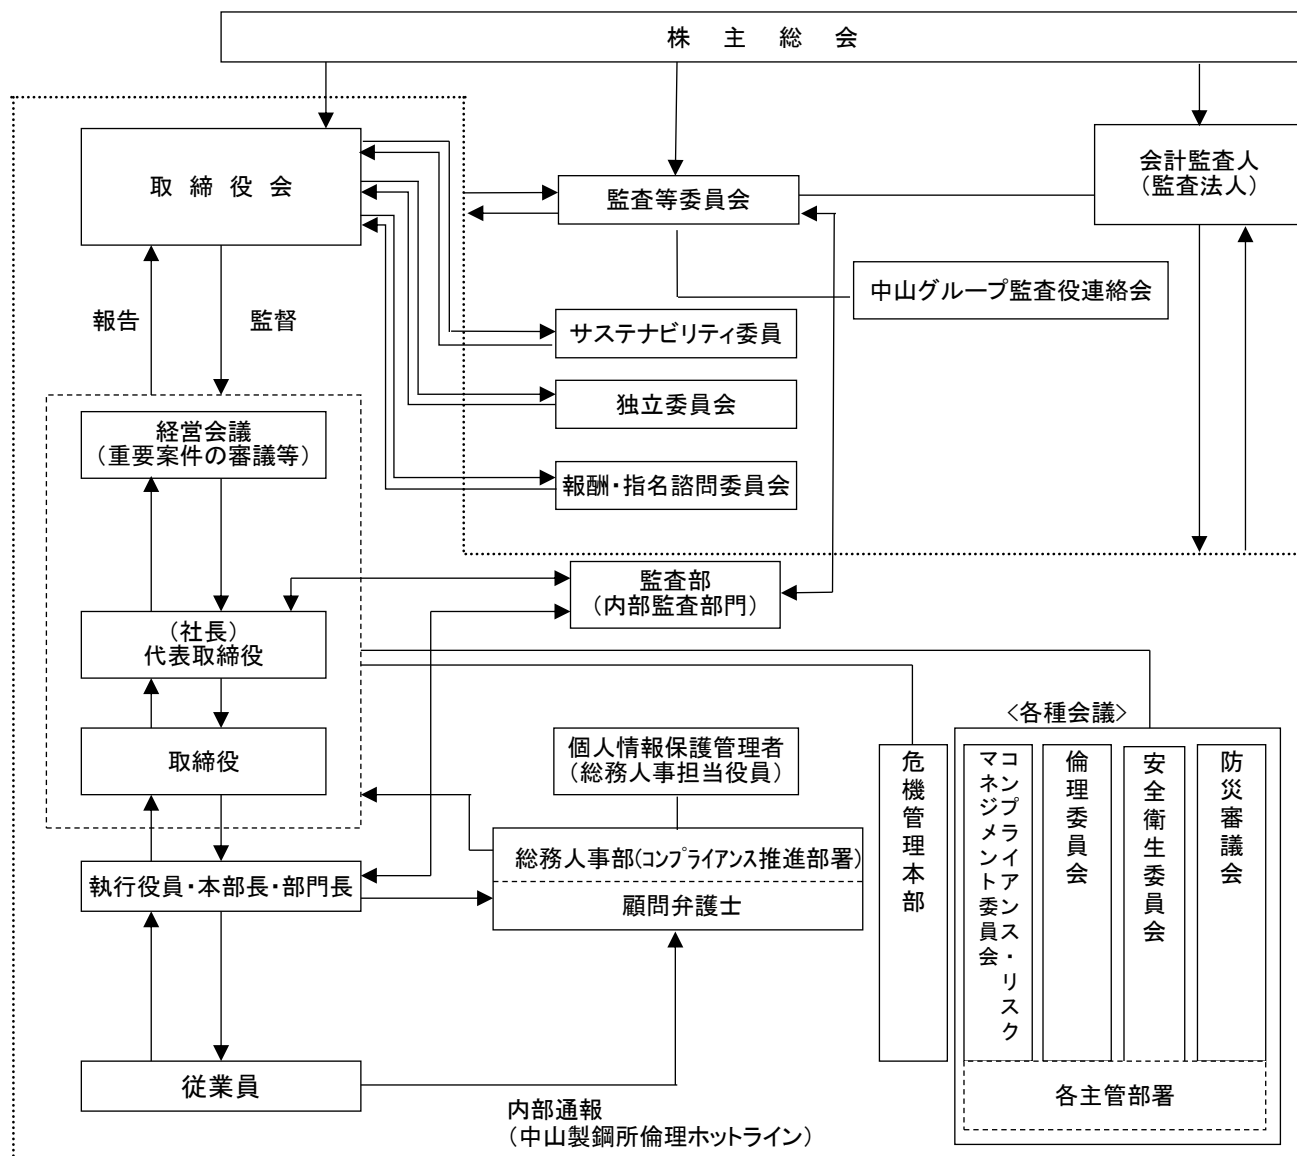 株主総会
取締役会
監査等委員会
会計監査人
(監査法人)
中山グループ監査役連絡会
報告
監督
サステナビリティ委員
独立委員会
報酬・指名諮問委員会
経営会議
(重要案件の審議等)
監査部
(内部監査部門)
(社長)
代表取締役
取締役
個人情報保護管理者
(総務人事担当役員)
総務人事部(コンプライアンス推進部署)
顧問弁護士
執行役員・本部長・部門長
従業員
内部通報
(中山製鋼所倫理ホットライン)
危機管理本部
<各種会議>
コンプライアンス・リスク
マネジメント委員会
倫理委員会
安全衛生委員会
防災審議会
各主管部署